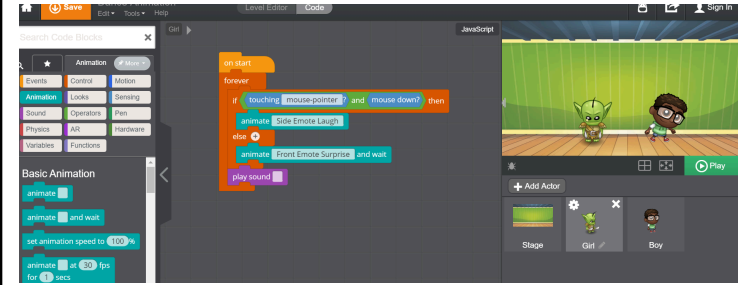 Save
Edit Tools Help
Level Editor Code
Sign In
Search Code Blocks
Girl
JavaScript
Animation More
Events Control Motion
Animation Looks Sensing
Sound Operators Pen
Physics AR Hardware
Variables Functions
Basic Animation
animate
animate and wait
set animation speed to 100 %
animate at 30 fps
for 1 secs
on start
forever
if touching mouse-pointer ? and mouse down? then
animate Side Emote Laugh
else
animate Front Emote Surprise and wait
play sound
Play
Add Actor
Stage Girl Boy